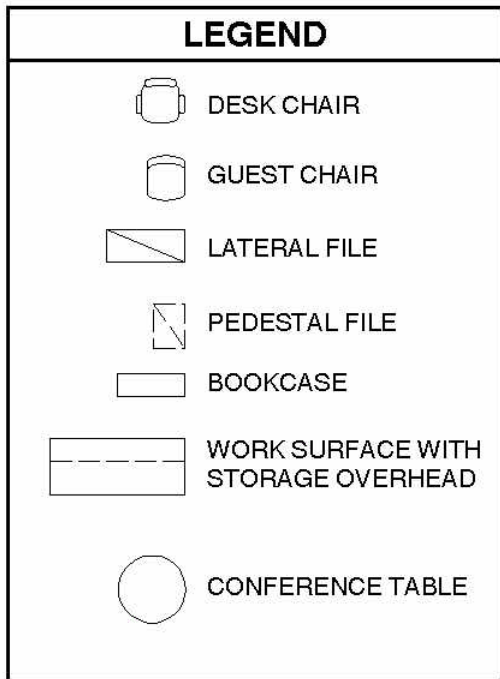 LEGEND
DESK CHAIR
GUEST CHAIR
LATERAL FILE
PEDESTAL FILE
BOOKCASE
WORK SURFACE WITH
STORAGE OVERHEAD
CONFERENCE TABLE